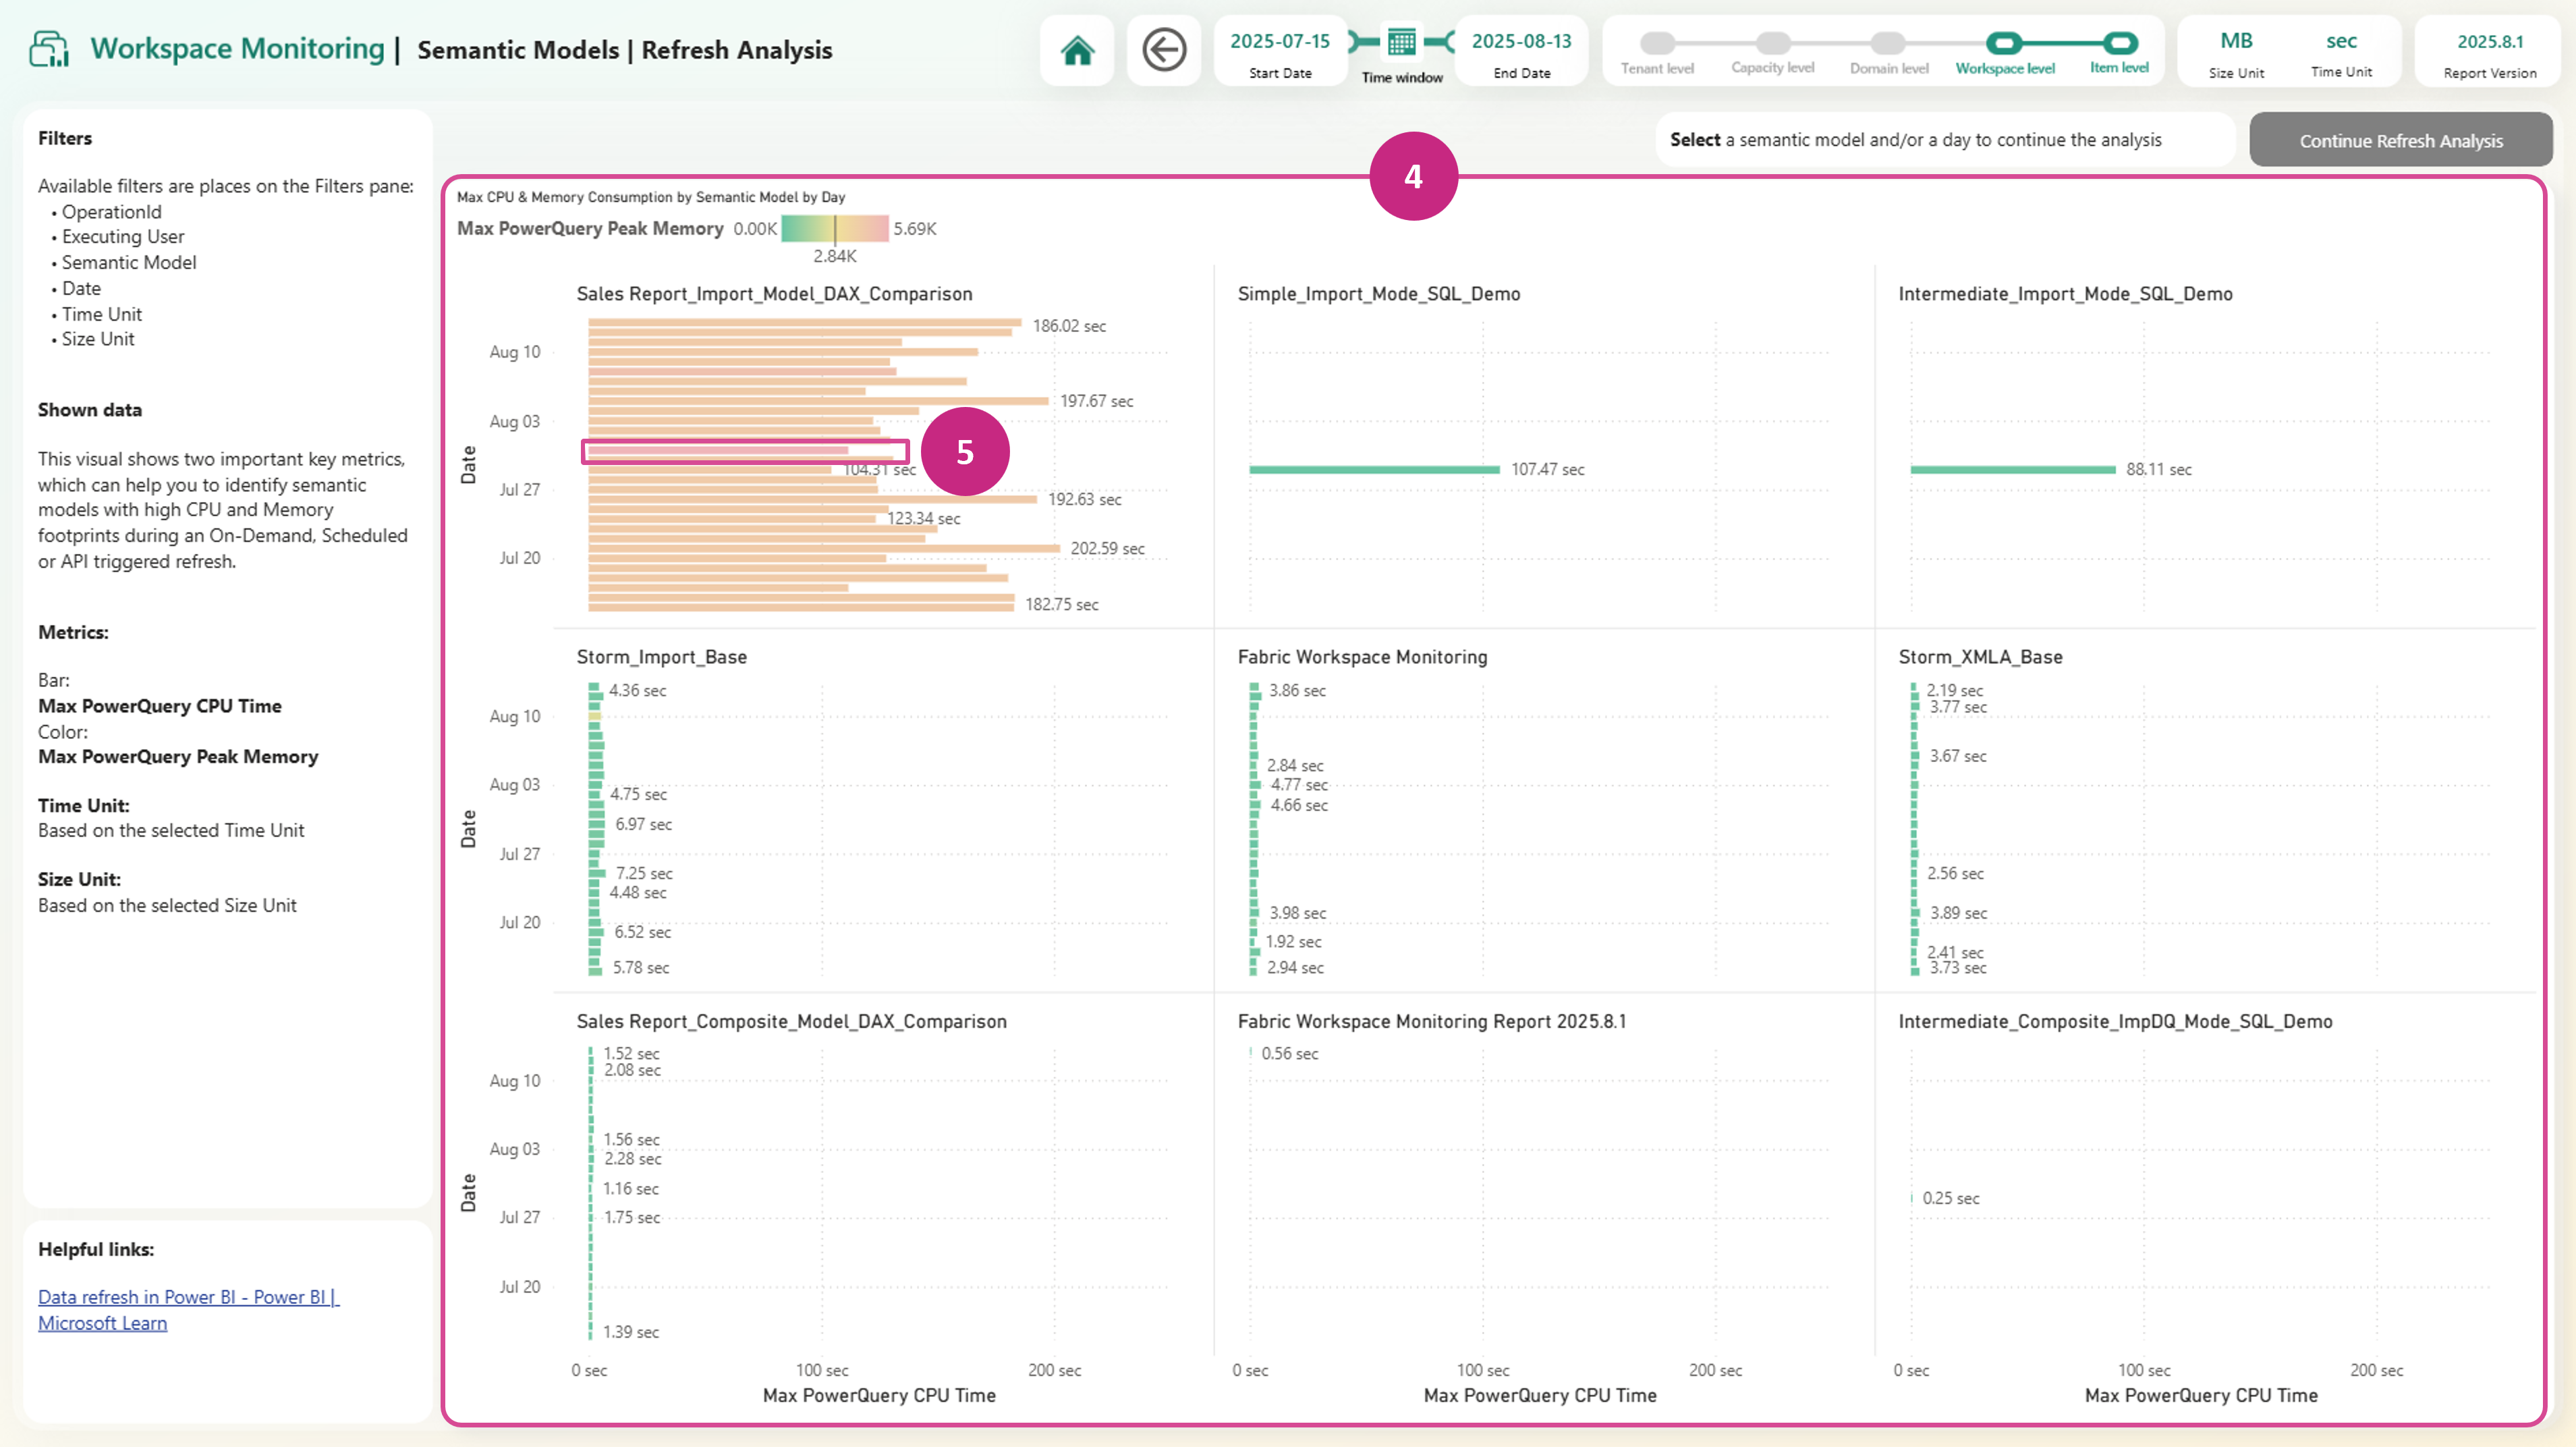 Workspace Monitoring | Semantic Models | Refresh Analysis
2025-07-15
Start Date
Time window
2025-08-13
End Date
Tenant level
Capacity level
Domain level
Workspace level
Item level
MB
Size Unit
sec
Time Unit
2025.8.1
Report Version
Select a semantic model and/or a day to continue the analysis
Continue Refresh Analysis
Filters
Available filters are places on the Filters pane:
• OperationId
• Executing User
• Semantic Model
• Date
• Time Unit
• Size Unit
Shown data
This visual shows two important key metrics,
which can help you to identify semantic
models with high CPU and Memory
footprints during an On-Demand, Scheduled
or API triggered refresh.
Metrics:
Bar:
Max PowerQuery CPU Time
Color:
Max PowerQuery Peak Memory
Time Unit:
Based on the selected Time Unit
Size Unit:
Based on the selected Size Unit
Helpful links:
Data refresh in Power BI - Power BI |
Microsoft Learn
4
Max CPU & Memory Consumption by Semantic Model by Day
Max PowerQuery Peak Memory 0.00K 5.69K
2.84K
Sales Report_Import_Model_DAX_Comparison
Date
Aug 10
Aug 03
Jul 27
Jul 20
186.02 sec
197.67 sec
5
104.31 sec
192.63 sec
123.34 sec
202.59 sec
182.75 sec
Simple_Import_Mode_SQL_Demo
107.47 sec
Intermediate_Import_Mode_SQL_Demo
88.11 sec
Storm_Import_Base
Date
Aug 10
Aug 03
Jul 27
Jul 20
4.36 sec
4.75 sec
6.97 sec
7.25 sec
4.48 sec
6.52 sec
5.78 sec
Fabric Workspace Monitoring
3.86 sec
2.84 sec
4.77 sec
4.66 sec
3.98 sec
1.92 sec
2.94 sec
Storm_XMLA_Base
2.19 sec
3.77 sec
3.67 sec
2.56 sec
3.89 sec
2.41 sec
3.73 sec
Sales Report_Composite_Model_DAX_Comparison
Date
Aug 10
Aug 03
Jul 27
Jul 20
1.52 sec
2.08 sec
1.56 sec
2.28 sec
1.16 sec
1.75 sec
1.39 sec
Fabric Workspace Monitoring Report 2025.8.1
0.56 sec
Intermediate_Composite_ImpDQ_Mode_SQL_Demo
0.25 sec
0 sec 100 sec 200 sec
Max PowerQuery CPU Time
0 sec 100 sec 200 sec
Max PowerQuery CPU Time
0 sec 100 sec 200 sec
Max PowerQuery CPU Time